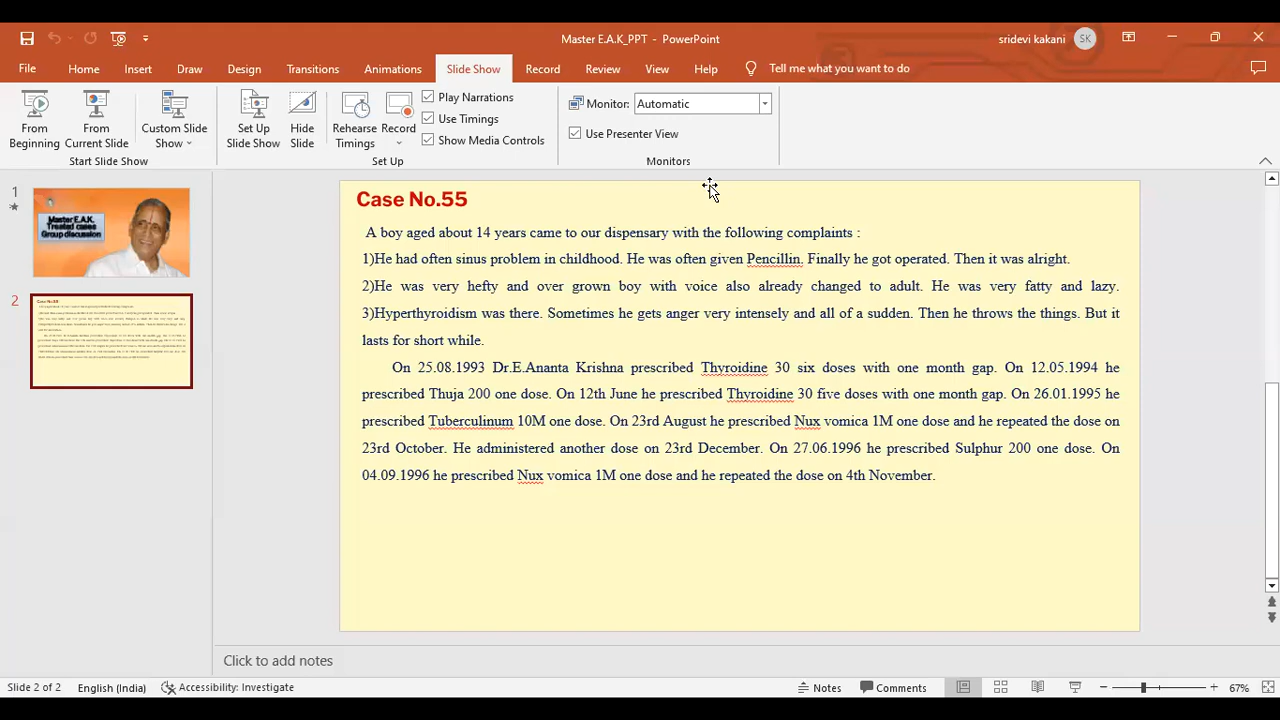 Master E.A.K_PPT - PowerPoint
sridevi kakani
SK
File
Home
Insert
Draw
Design
Transitions
Animations
Slide Show
Record
Review
View
Help
Tell me what you want to do
From Beginning
From Current Slide
Custom Slide Show
Start Slide Show
Set Up Slide Show
Hide Slide
Rehearse Timings
Record
Play Narrations
Use Timings
Show Media Controls
Set Up
Monitor:
Automatic
Use Presenter View
Monitors
1
Master E.A.K.
Treated cases
Group discussion
2
Case No.55
Case No.55
A boy aged about 14 years came to our dispensary with the following complaints :
1)He had often sinus problem in childhood. He was often given Pencillin. Finally he got operated. Then it was alright.
2)He was very hefty and over grown boy with voice also already changed to adult. He was very fatty and lazy.
3)Hyperthyroidism was there. Sometimes he gets anger very intensely and all of a sudden. Then he throws the things. But it
lasts for short while.
On 25.08.1993 Dr.E.Ananta Krishna prescribed Thyroidine 30 six doses with one month gap. On 12.05.1994 he
prescribed Thuja 200 one dose. On 12th June he prescribed Thyroidine 30 five doses with one month gap. On 26.01.1995 he
prescribed Tuberculinum 10M one dose. On 23rd August he prescribed Nux vomica 1M one dose and he repeated the dose on
23rd October. He administered another dose on 23rd December. On 27.06.1996 he prescribed Sulphur 200 one dose. On
04.09.1996 he prescribed Nux vomica 1M one dose and he repeated the dose on 4th November.
Click to add notes
Slide 2 of 2
English (India)
Accessibility: Investigate
Notes
Comments
67%